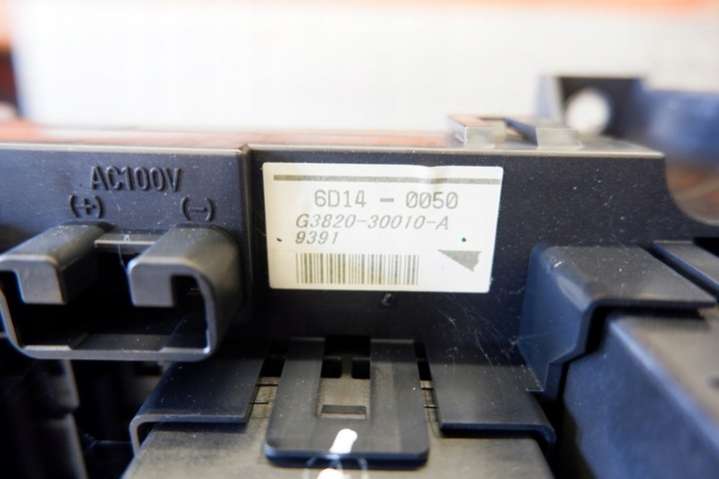 AC100V
(+) (-)
6D14 - 0050
G3820-30010-A
9391